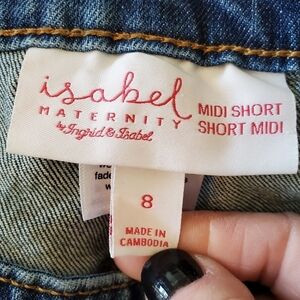 isabel
MATERNITY
by Ingrid & Isabel
MIDI SHORT
SHORT MIDI
8
MADE IN
CAMBODIA